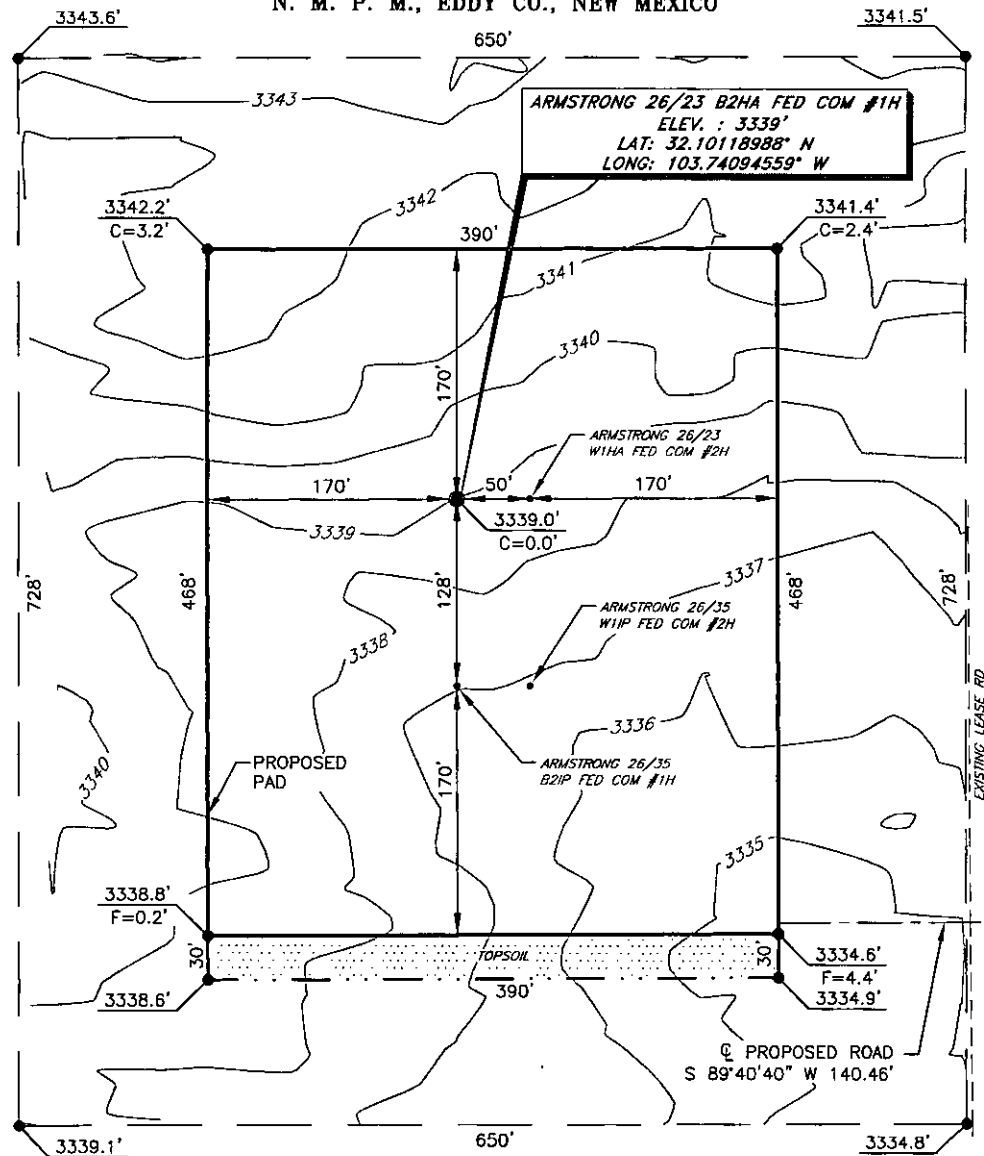 N. M. P. M., EDDY CO., NEW MEXICO
3343.6'
650'
3341.5'
3343
ARMSTRONG 26/23 B2HA FED COM #1H
ELEV. : 3339'
LAT: 32.10118988° N
LONG: 103.74094559° W
3342
3342.2'
C=3.2'
390'
3341.4'
C=2.4'
3341
3340
170'
ARMSTRONG 26/23
W1HA FED COM #2H
170'
50'
170'
3339
3339.0'
C=0.0'
3337
728'
468'
128'
468'
728'
ARMSTRONG 26/35
W1IP FED COM #2H
3338
3336
EXISTING LEASE RD
3340'
PROPOSED
PAD
170'
ARMSTRONG 26/35
B2IP FED COM #1H
3335
3338.8'
F=0.2'
30'
TOPSOIL
30'
3334.6'
F=4.4'
3338.6'
390'
3334.9'
℄ PROPOSED ROAD
S 89°40'40" W 140.46'
3339.1'
650'
3334.8'